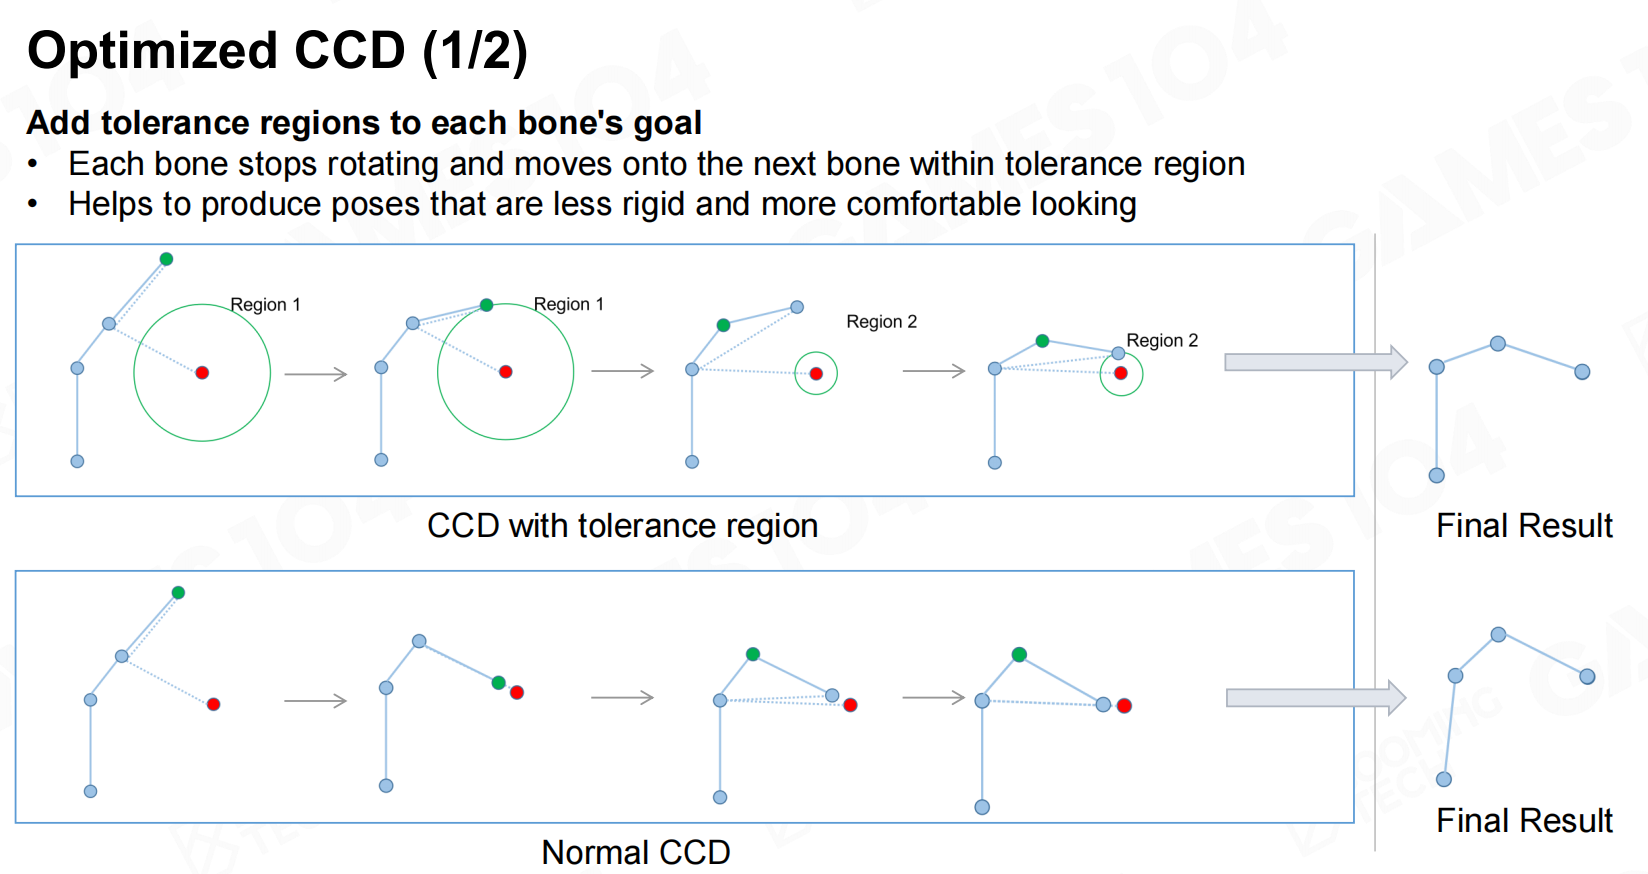 Optimized CCD (1/2)
Add tolerance regions to each bone's goal
• Each bone stops rotating and moves onto the next bone within tolerance region
• Helps to produce poses that are less rigid and more comfortable looking
Region 1
Region 1
Region 2
Region 2
CCD with tolerance region
Final Result
Normal CCD
Final Result
GAMES104